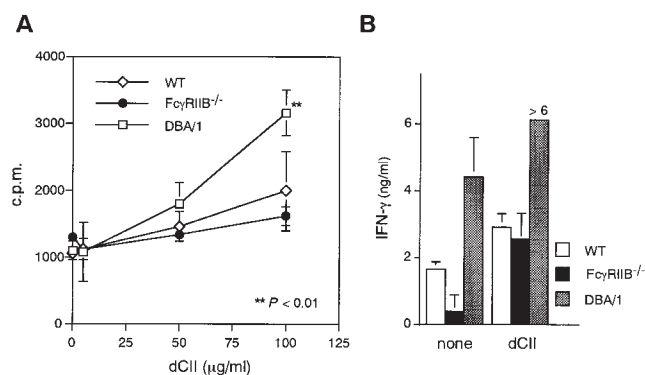 A
4000
3000
2000
1000
0
c.p.m.
WT
FcγRIIB-/-
DBA/1
**
** P < 0.01
0
25
50
75
100
125
dCII (μg/ml)
B
6
4
2
0
IFN-γ (ng/ml)
> 6
WT
FcγRIIB-/-
DBA/1
none
dCII